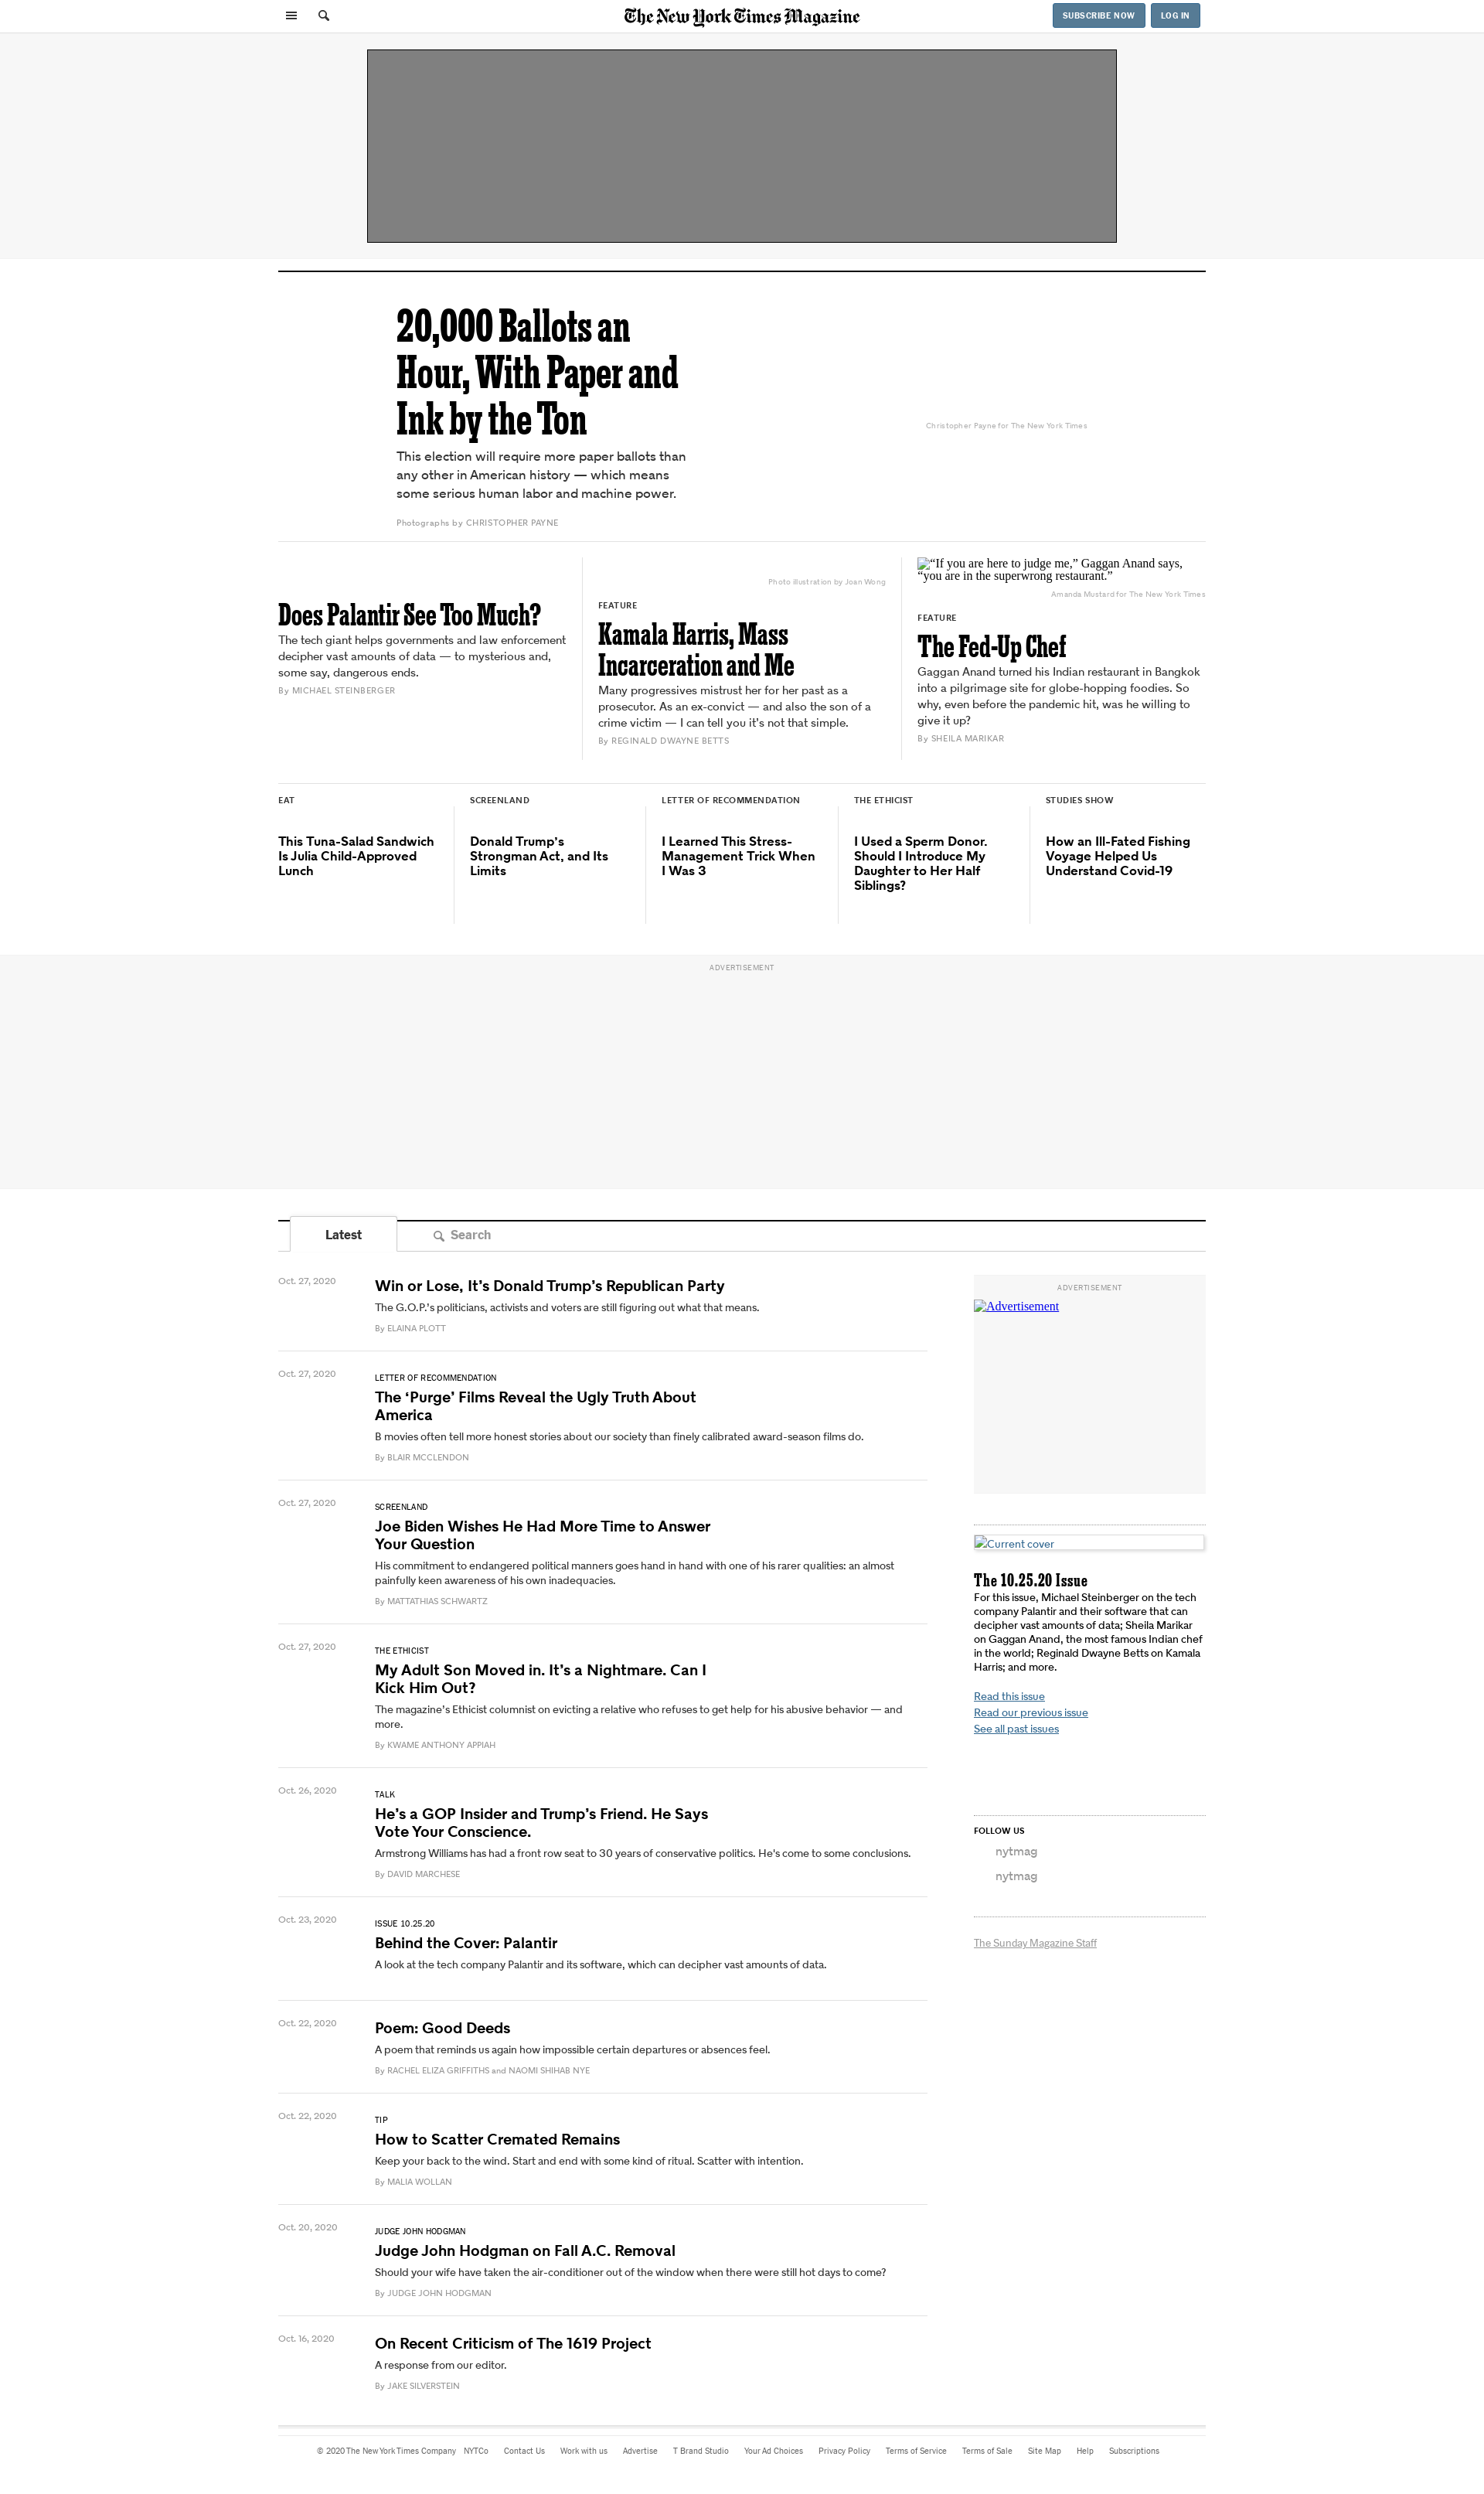 The New York Times Magazine
SUBSCRIBE NOW
LOG IN
20,000 Ballots an
Hour, With Paper and
Ink by the Ton
This election will require more paper ballots than
any other in American history — which means
some serious human labor and machine power.
Photographs by CHRISTOPHER PAYNE
Christopher Payne for The New York Times
Does Palantir See Too Much?
The tech giant helps governments and law enforcement
decipher vast amounts of data — to mysterious and,
some say, dangerous ends.
By MICHAEL STEINBERGER
Photo illustration by Joan Wong
FEATURE
Kamala Harris, Mass
Incarceration and Me
Many progressives mistrust her for her past as a
prosecutor. As an ex-convict — and also the son of a
crime victim — I can tell you it’s not that simple.
By REGINALD DWAYNE BETTS
“If you are here to judge me,” Gaggan Anand says,
“you are in the superwrong restaurant.”
Amanda Mustard for The New York Times
FEATURE
The Fed-Up Chef
Gaggan Anand turned his Indian restaurant in Bangkok
into a pilgrimage site for globe-hopping foodies. So
why, even before the pandemic hit, was he willing to
give it up?
By SHEILA MARIKAR
EAT
This Tuna-Salad Sandwich
Is Julia Child-Approved
Lunch
SCREENLAND
Donald Trump’s
Strongman Act, and Its
Limits
LETTER OF RECOMMENDATION
I Learned This Stress-
Management Trick When
I Was 3
THE ETHICIST
I Used a Sperm Donor.
Should I Introduce My
Daughter to Her Half
Siblings?
STUDIES SHOW
How an Ill-Fated Fishing
Voyage Helped Us
Understand Covid-19
ADVERTISEMENT
Latest
Search
Oct. 27, 2020
Win or Lose, It’s Donald Trump’s Republican Party
The G.O.P.’s politicians, activists and voters are still figuring out what that means.
By ELAINA PLOTT
Oct. 27, 2020
LETTER OF RECOMMENDATION
The ‘Purge’ Films Reveal the Ugly Truth About
America
B movies often tell more honest stories about our society than finely calibrated award-season films do.
By BLAIR MCCLENDON
Oct. 27, 2020
SCREENLAND
Joe Biden Wishes He Had More Time to Answer
Your Question
His commitment to endangered political manners goes hand in hand with one of his rarer qualities: an almost
painfully keen awareness of his own inadequacies.
By MATTATHIAS SCHWARTZ
Oct. 27, 2020
THE ETHICIST
My Adult Son Moved in. It’s a Nightmare. Can I
Kick Him Out?
The magazine’s Ethicist columnist on evicting a relative who refuses to get help for his abusive behavior — and
more.
By KWAME ANTHONY APPIAH
Oct. 26, 2020
TALK
He’s a GOP Insider and Trump’s Friend. He Says
Vote Your Conscience.
Armstrong Williams has had a front row seat to 30 years of conservative politics. He's come to some conclusions.
By DAVID MARCHESE
Oct. 23, 2020
ISSUE 10.25.20
Behind the Cover: Palantir
A look at the tech company Palantir and its software, which can decipher vast amounts of data.
Oct. 22, 2020
Poem: Good Deeds
A poem that reminds us again how impossible certain departures or absences feel.
By RACHEL ELIZA GRIFFITHS and NAOMI SHIHAB NYE
Oct. 22, 2020
TIP
How to Scatter Cremated Remains
Keep your back to the wind. Start and end with some kind of ritual. Scatter with intention.
By MALIA WOLLAN
Oct. 20, 2020
JUDGE JOHN HODGMAN
Judge John Hodgman on Fall A.C. Removal
Should your wife have taken the air-conditioner out of the window when there were still hot days to come?
By JUDGE JOHN HODGMAN
Oct. 16, 2020
On Recent Criticism of The 1619 Project
A response from our editor.
By JAKE SILVERSTEIN
ADVERTISEMENT
Advertisement
Current cover
The 10.25.20 Issue
For this issue, Michael Steinberger on the tech
company Palantir and their software that can
decipher vast amounts of data; Sheila Marikar
on Gaggan Anand, the most famous Indian chef
in the world; Reginald Dwayne Betts on Kamala
Harris; and more.
Read this issue
Read our previous issue
See all past issues
FOLLOW US
nytmag
nytmag
The Sunday Magazine Staff
© 2020 The New York Times Company NYTCo Contact Us Work with us Advertise T Brand Studio Your Ad Choices Privacy Policy Terms of Service Terms of Sale Site Map Help Subscriptions